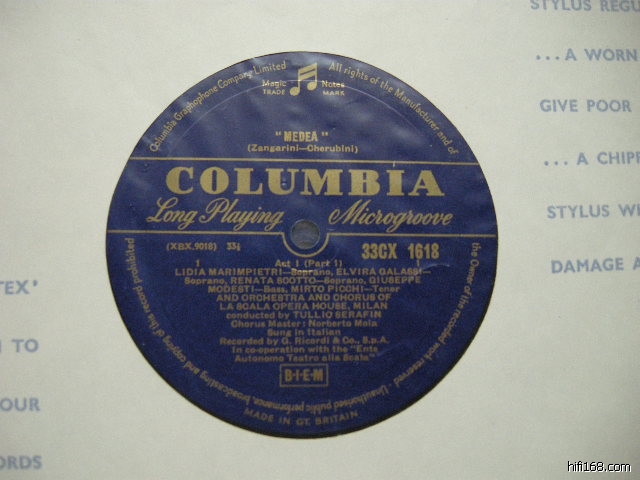 STYLUS REGU
...A WORN
GIVE POOR
...A CHIPP
STYLUS WI
DAMAGE A
TEX'
N TO
OUR
ORDS
Columbia Graphophone Company Limited
All rights of the Manufacturer and of
the Owner of the recorded work reserved - Unauthorised public performance, broadcasting and copying of this record prohibited
Magic Notes
TRADE MARK
"MEDEA"
(Zangarini—Cherubini)
COLUMBIA
Long Playing Microgroove
(XBX.9018) 33⅓ 33CX 1618
1 Act 1 (Part 1)
LIDIA MARIMPIETRI—Soprano, ELVIRA GALASSI—
Soprano, RENATA SCOTTO—Soprano, GIUSEPPE
MODESTI—Bass, MIRTO PICCHI—Tenor
AND ORCHESTRA AND CHORUS OF
LA SCALA OPERA HOUSE, MILAN
conducted by TULLIO SERAFIN
Chorus Master : Norberto Mola
Sung in Italian
Recorded by G. Ricordi & Co., S.p.A.
In co-operation with the "Ente
Autonomo Teatro alla Scala"
B·I·E·M
MADE IN GT. BRITAIN
hifi168.com